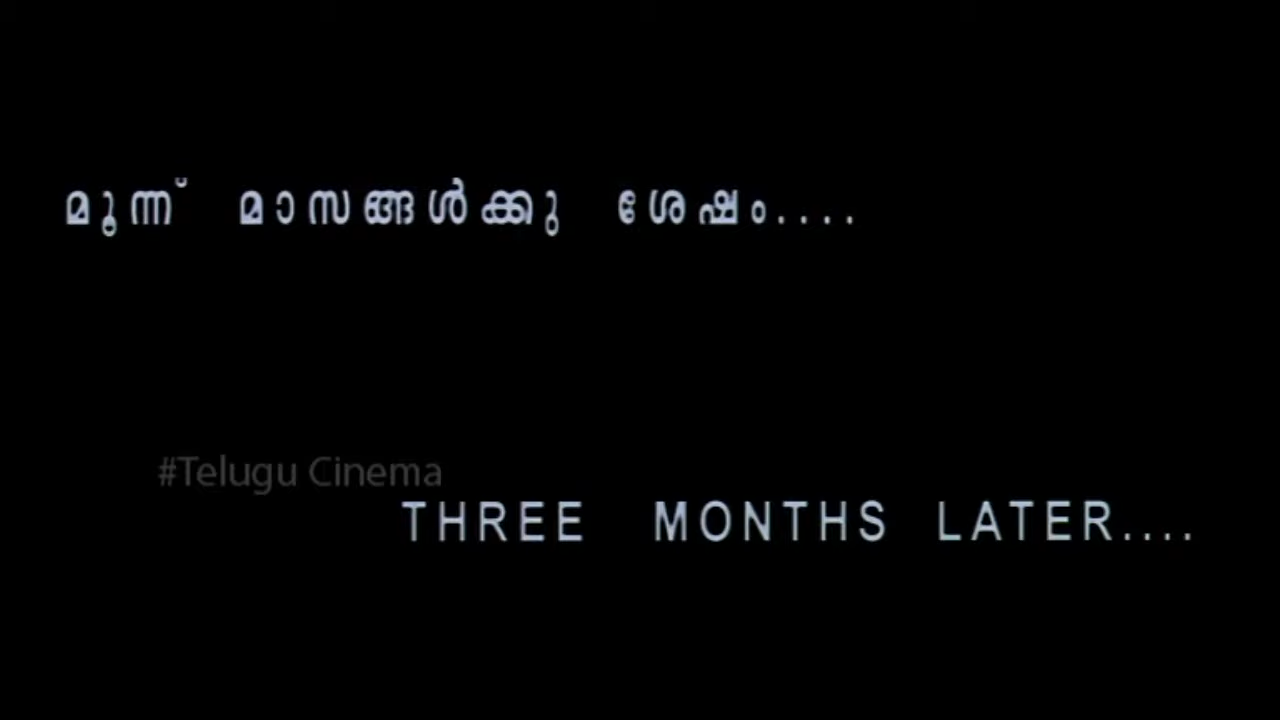 മൂന്ന് മാസങ്ങൾക്കു ശേഷം....
#Telugu Cinema
THREE MONTHS LATER....